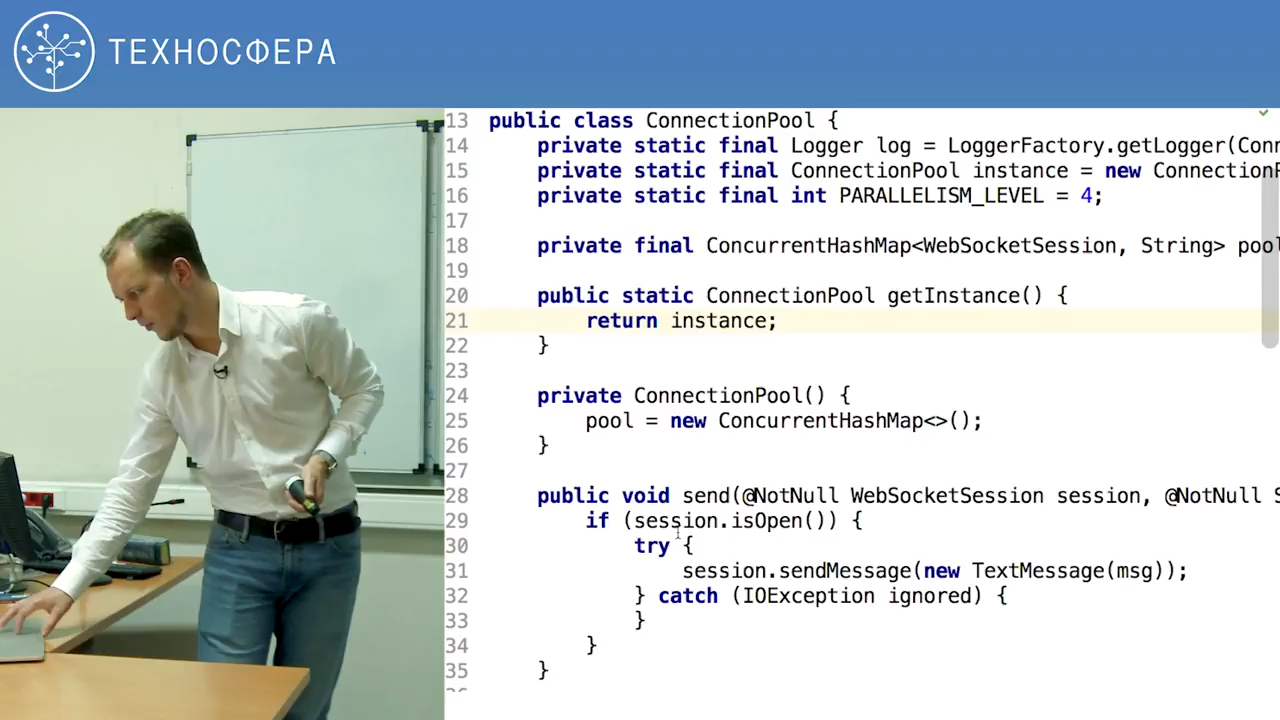 ТЕХНОСФЕРА
13 public class ConnectionPool {
14 private static final Logger log = LoggerFactory.getLogger(Conn
15 private static final ConnectionPool instance = new ConnectionP
16 private static final int PARALLELISM_LEVEL = 4;
17
18 private final ConcurrentHashMap<WebSocketSession, String> pool
19
20 public static ConnectionPool getInstance() {
21 return instance;
22 }
23
24 private ConnectionPool() {
25 pool = new ConcurrentHashMap<>();
26 }
27
28 public void send(@NotNull WebSocketSession session, @NotNull S
29 if (session.isOpen()) {
30 try {
31 session.sendMessage(new TextMessage(msg));
32 } catch (IOException ignored) {
33 }
34 }
35 }